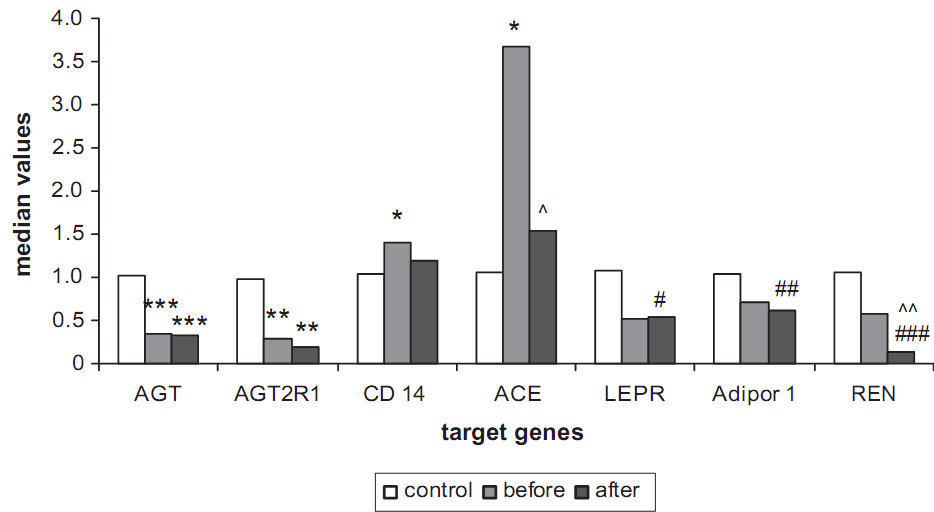 4.0
3.5
3.0
2.5
2.0
1.5
1.0
0.5
0
median values
*
*
^
***
***
**
**
#
##
^^
###
AGT
AGT2R1
CD 14
ACE
LEPR
Adipor 1
REN
target genes
control before after